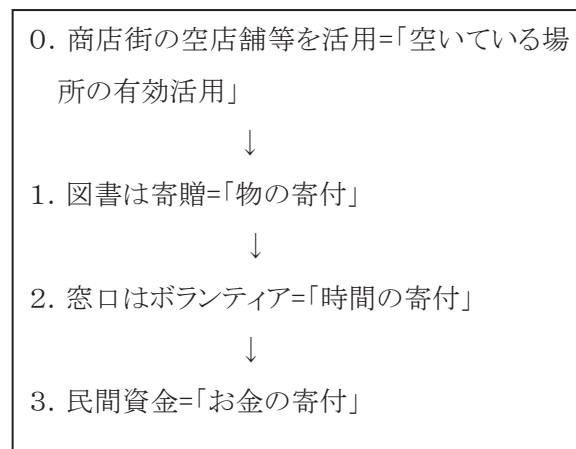 0. 商店街の空店舗等を活用=「空いている場
所の有効活用」
↓
1. 図書は寄贈=「物の寄付」
↓
2. 窓口はボランティア=「時間の寄付」
↓
3. 民間資金=「お金の寄付」